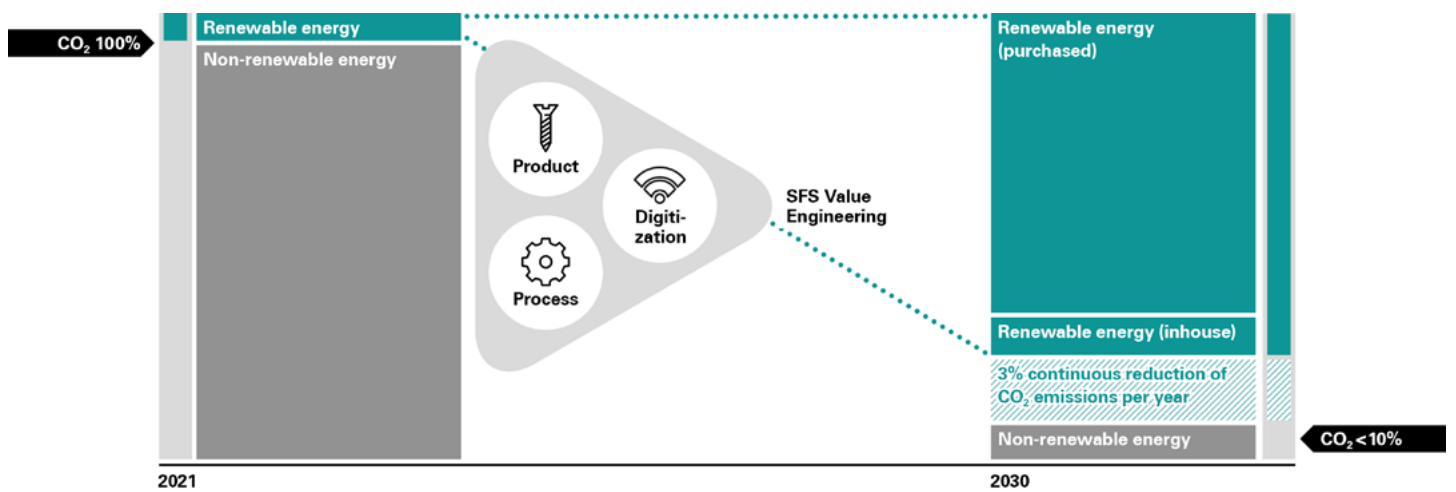 CO₂ 100%
Renewable energy
Non-renewable energy
Product
Process
Digiti-
zation
SFS Value
Engineering
Renewable energy
(purchased)
Renewable energy (inhouse)
3% continuous reduction of
CO₂ emissions per year
Non-renewable energy
CO₂<10%
2021
2030